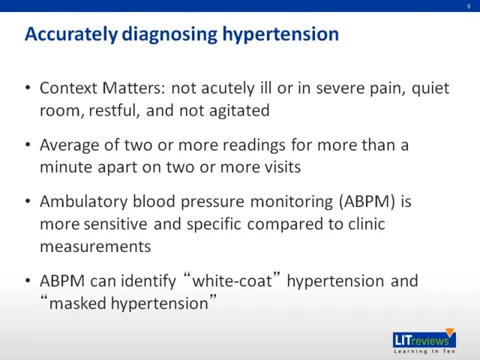 9
Accurately diagnosing hypertension
• Context Matters: not acutely ill or in severe pain, quiet
room, restful, and not agitated
• Average of two or more readings for more than a
minute apart on two or more visits
• Ambulatory blood pressure monitoring (ABPM) is
more sensitive and specific compared to clinic
measurements
• ABPM can identify “white-coat” hypertension and
“masked hypertension”
LITreviews
Learning In Ten